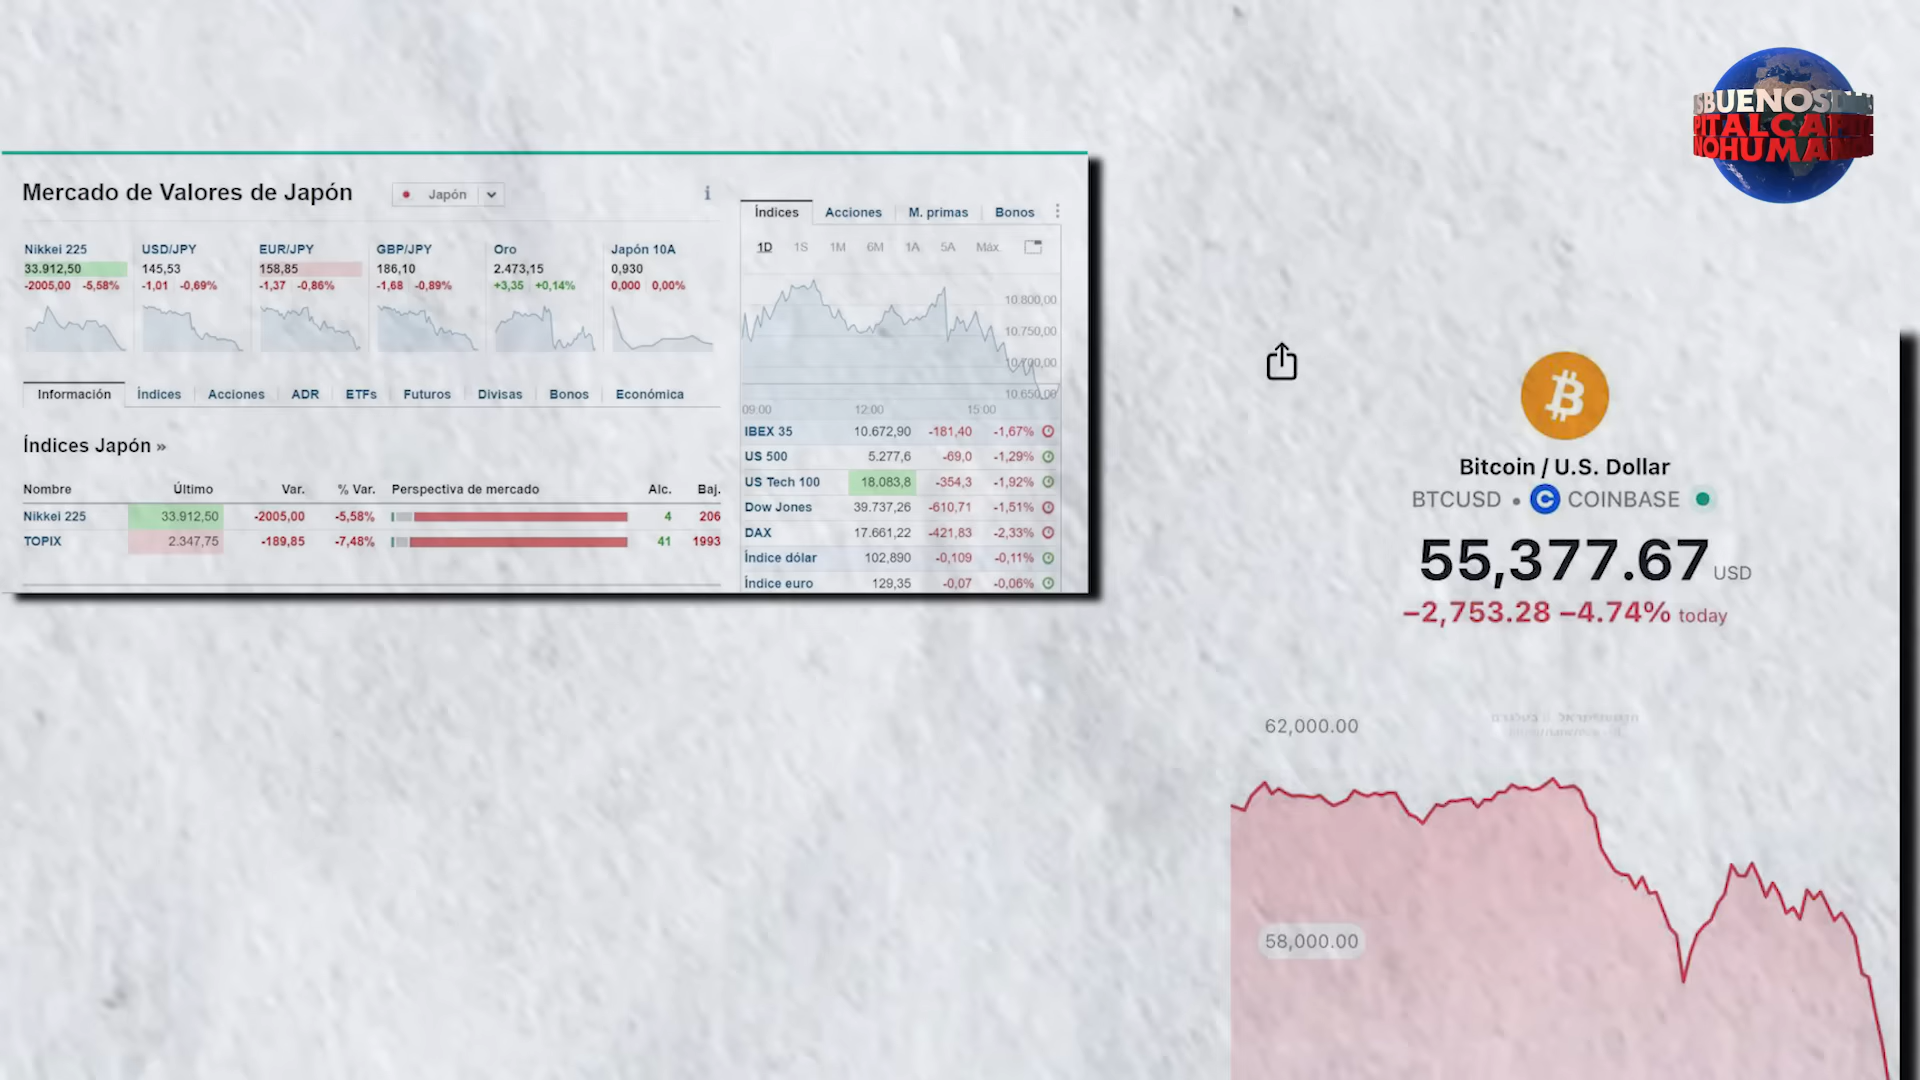 SBUENOSDI
PITALCAPIT
NOHUMANO
Mercado de Valores de Japón
Japón
i
Nikkei 225 USD/JPY EUR/JPY GBP/JPY Oro Japón 10A
33.912,50 145,53 158,85 186,10 2.473,15 0,930
-2005,00 -5,58% -1,01 -0,69% -1,37 -0,86% -1,68 -0,89% +3,35 +0,14% 0,000 0,00%
Información Índices Acciones ADR ETFs Futuros Divisas Bonos Económica
Índices Japón »
Nombre Último Var. % Var. Perspectiva de mercado Alc. Baj.
Nikkei 225 33.912,50 -2005,00 -5,58% 4 206
TOPIX 2.347,75 -189,85 -7,48% 41 1993
Índices Acciones M. primas Bonos
1D 1S 1M 6M 1A 5A Máx.
10.800,00
10.750,00
10.700,00
10.650,00
09:00 12:00 15:00
IBEX 35 10.672,90 -181,40 -1,67%
US 500 5.277,6 -69,0 -1,29%
US Tech 100 18.083,8 -354,3 -1,92%
Dow Jones 39.737,26 -610,71 -1,51%
DAX 17.661,22 -421,83 -2,33%
Índice dólar 102,890 -0,109 -0,11%
Índice euro 129,35 -0,07 -0,06%
Bitcoin / U.S. Dollar
BTCUSD • COINBASE
55,377.67 USD
−2,753.28 −4.74% today
62,000.00
58,000.00